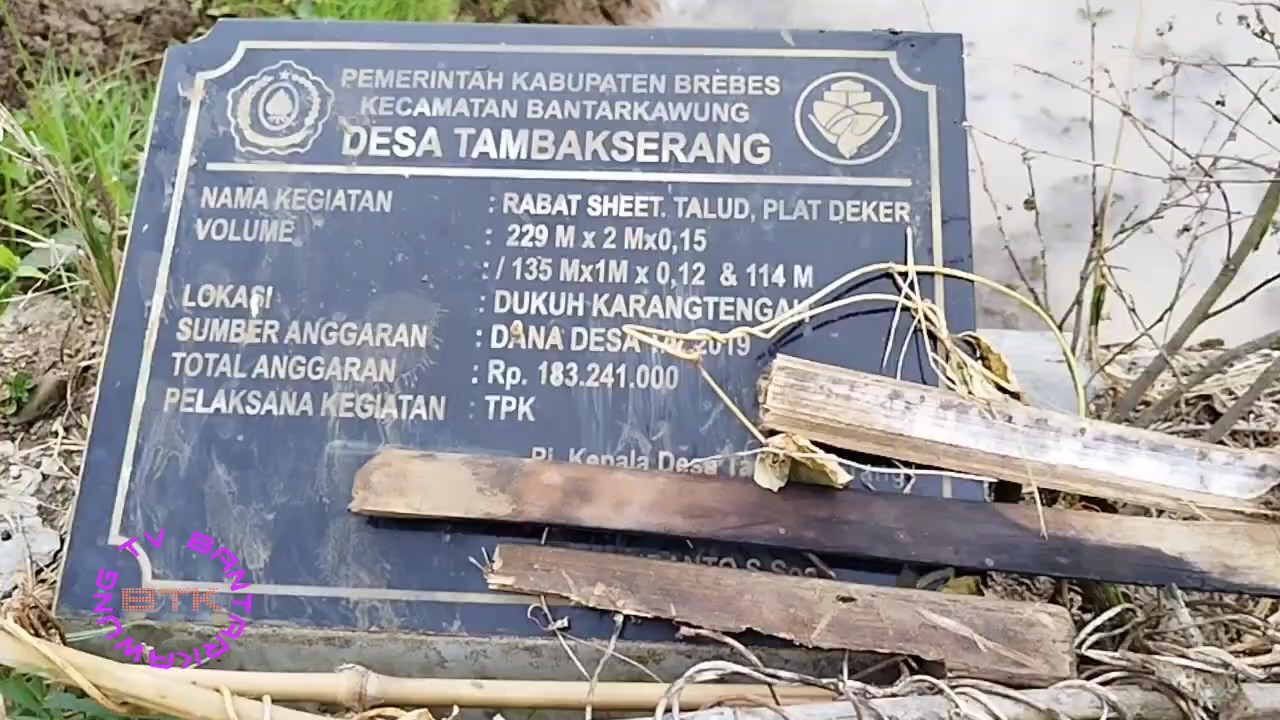 PEMERINTAH KABUPATEN BREBES
KECAMATAN BANTARKAWUNG
DESA TAMBAKSERANG
NAMA KEGIATAN : RABAT SHEET. TALUD, PLAT DEKER
VOLUME : 229 M x 2 Mx0,15
: / 135 Mx1M x 0,12 & 114 M
LOKASI : DUKUH KARANGTENGAH
SUMBER ANGGARAN : DANA DESA 2019
TOTAL ANGGARAN : Rp. 183.241.000
PELAKSANA KEGIATAN : TPK
Pj. Kepala Desa
TV BANTARKAWUNG
BTK